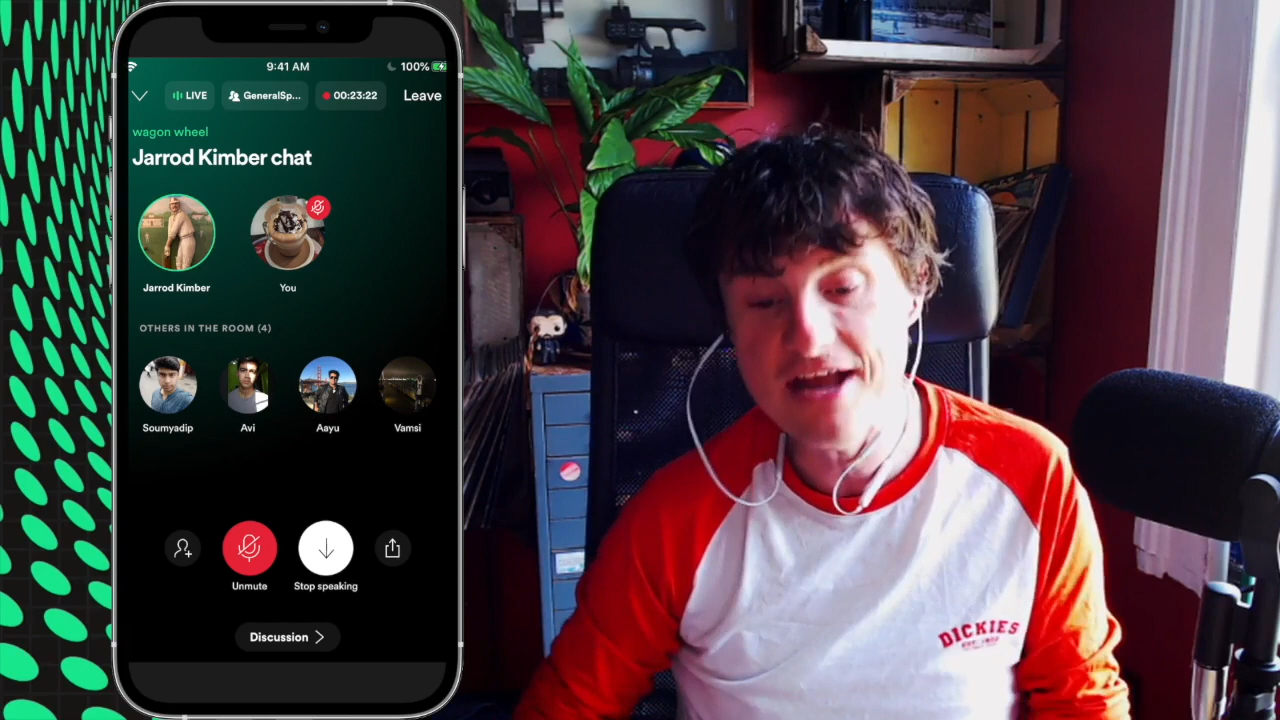 9:41 AM
100%
LIVE
GeneralSp...
00:23:22
Leave
wagon wheel
Jarrod Kimber chat
Jarrod Kimber
You
OTHERS IN THE ROOM (4)
Soumyadip
Avi
Aayu
Vamsi
Unmute
Stop speaking
Discussion
DICKIES